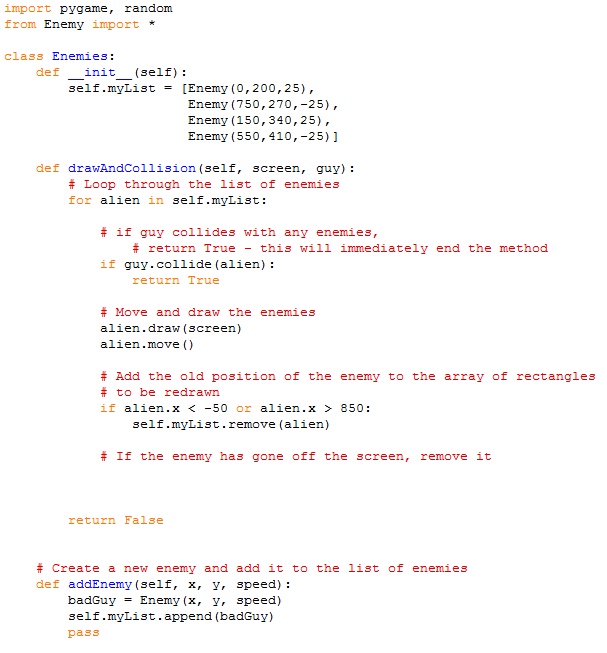 import pygame, random
from Enemy import *
class Enemies:
def __init__(self):
self.myList = [Enemy(0,200,25),
Enemy(750,270,-25),
Enemy(150,340,25),
Enemy(550,410,-25)]
def drawAndCollision(self, screen, guy):
# Loop through the list of enemies
for alien in self.myList:
# if guy collides with any enemies,
# return True - this will immediately end the method
if guy.collide(alien):
return True
# Move and draw the enemies
alien.draw(screen)
alien.move()
# Add the old position of the enemy to the array of rectangles
# to be redrawn
if alien.x < -50 or alien.x > 850:
self.myList.remove(alien)
# If the enemy has gone off the screen, remove it
return False
# Create a new enemy and add it to the list of enemies
def addEnemy(self, x, y, speed):
badGuy = Enemy(x, y, speed)
self.myList.append(badGuy)
pass